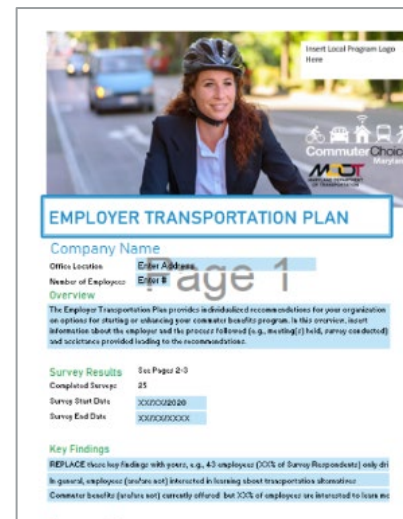 Insert Local Program Logo
Here
CommuterChoice
Maryland
MDOT
MARYLAND DEPARTMENT
OF TRANSPORTATION
EMPLOYER TRANSPORTATION PLAN
Company Name
Office Location Enter Address
Number of Employees Enter #
Page 1
Overview
The Employer Transportation Plan provides individualized recommendations for your organization
on options for starting or enhancing your commuter benefits program. In this overview, insert
information about the employer and the process followed (e.g., meeting(s) held, survey conducted)
and assistance provided leading to the recommendations.
Survey Results See Pages 2-3
Completed Surveys 25
Survey Start Date XX/XX/2020
Survey End Date XX/XX/XXXX
Key Findings
REPLACE these key findings with yours, e.g., 43 employees (XX% of Survey Respondents) only dri
In general, employees (are/are not) interested in learning about transportation alternatives
Commuter benefits (are/are not) currently offered but XX% of employees are interested to learn mo